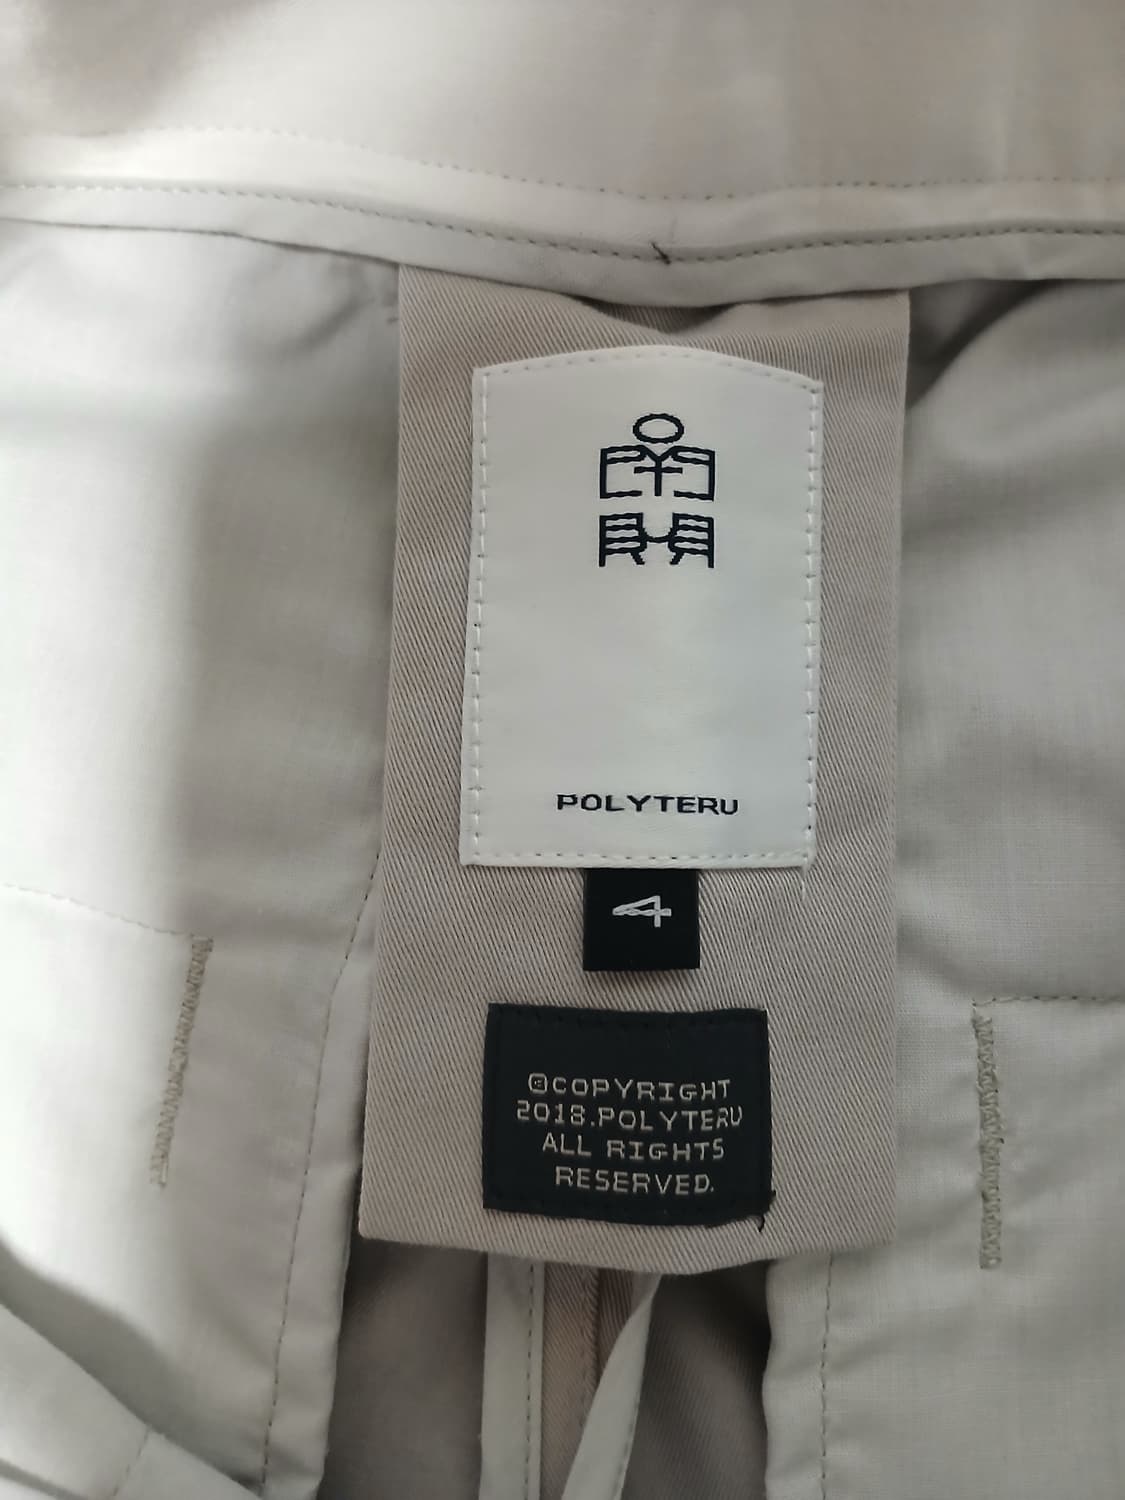 POLYTERU
4
©COPYRIGHT
2018.POLYTERU
ALL RIGHTS
RESERVED.